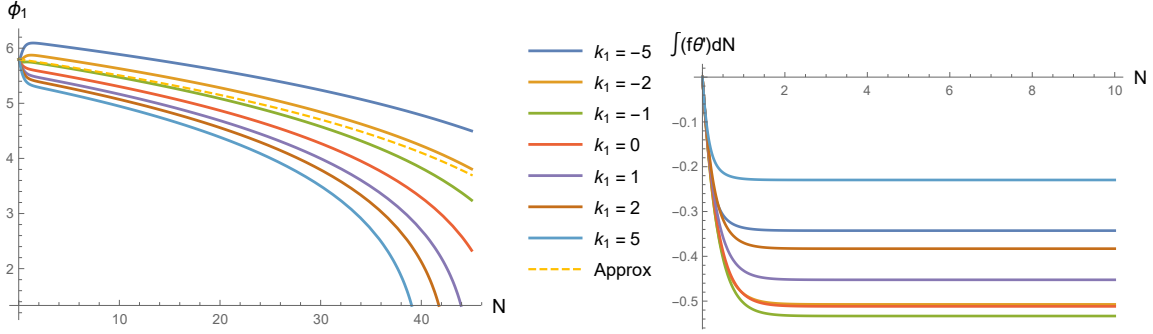 ϕ₁
6
5
4
3
2
10
20
30
40
N
k₁ = −5
k₁ = −2
k₁ = −1
k₁ = 0
k₁ = 1
k₁ = 2
k₁ = 5
Approx
∫(fθ')dN
N
2
4
6
8
10
−0.1
−0.2
−0.3
−0.4
−0.5